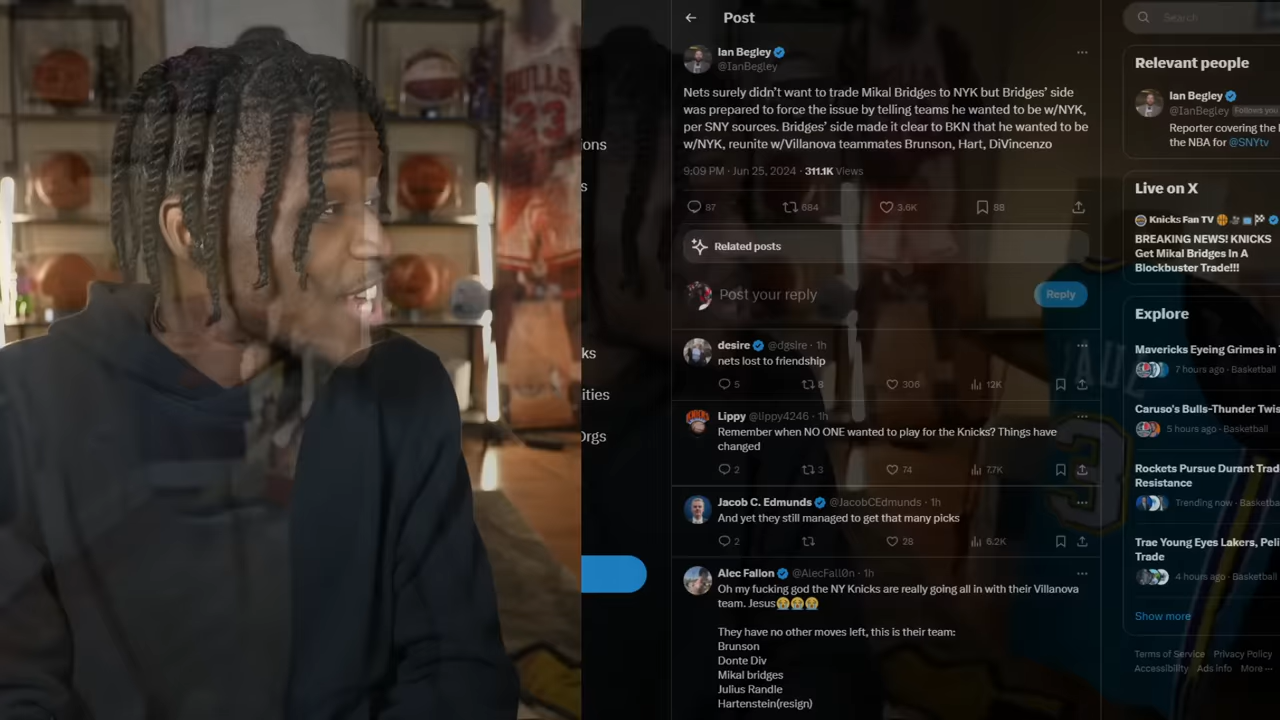 Post
Search
Ian Begley
@IanBegley
Nets surely didn't want to trade Mikal Bridges to NYK but Bridges' side
was prepared to force the issue by telling teams he wanted to be w/NYK,
per SNY sources. Bridges' side made it clear to BKN that he wanted to be
w/NYK, reunite w/Villanova teammates Brunson, Hart, DiVincenzo
9:09 PM · Jun 25, 2024 · 311.1K Views
87 684 3.6K 88
Related posts
Post your reply
Reply
desire @dgsire · 1h
nets lost to friendship
5 8 306 12K
Lippy @lippy4246 · 1h
Remember when NO ONE wanted to play for the Knicks? Things have
changed
2 3 74 7.7K
Jacob C. Edmunds @JacobCEdmunds · 1h
And yet they still managed to get that many picks
2 28 6.2K
Alec Fallon @AlecFall0n · 1h
Oh my fucking god the NY Knicks are really going all in with their Villanova
team. Jesus😭😭😭
They have no other moves left, this is their team:
Brunson
Donte Div
Mikal bridges
Julius Randle
Hartenstein(resign)
Relevant people
Ian Begley
@IanBegley Follows you
Reporter covering the
the NBA for @SNYtv
Live on X
Knicks Fan TV
BREAKING NEWS! KNICKS
Get Mikal Bridges In A
Blockbuster Trade!!!
Explore
Mavericks Eyeing Grimes in
7 hours ago · Basketball
Caruso's Bulls-Thunder Twis
5 hours ago · Basketball
Rockets Pursue Durant Trad
Resistance
Trending now · Basketba
Trae Young Eyes Lakers, Peli
Trade
4 hours ago · Basketball
Show more
Terms of Service Privacy Policy
Accessibility Ads info More ···
ons
s
ks
ities
Orgs
BULLS
23
3